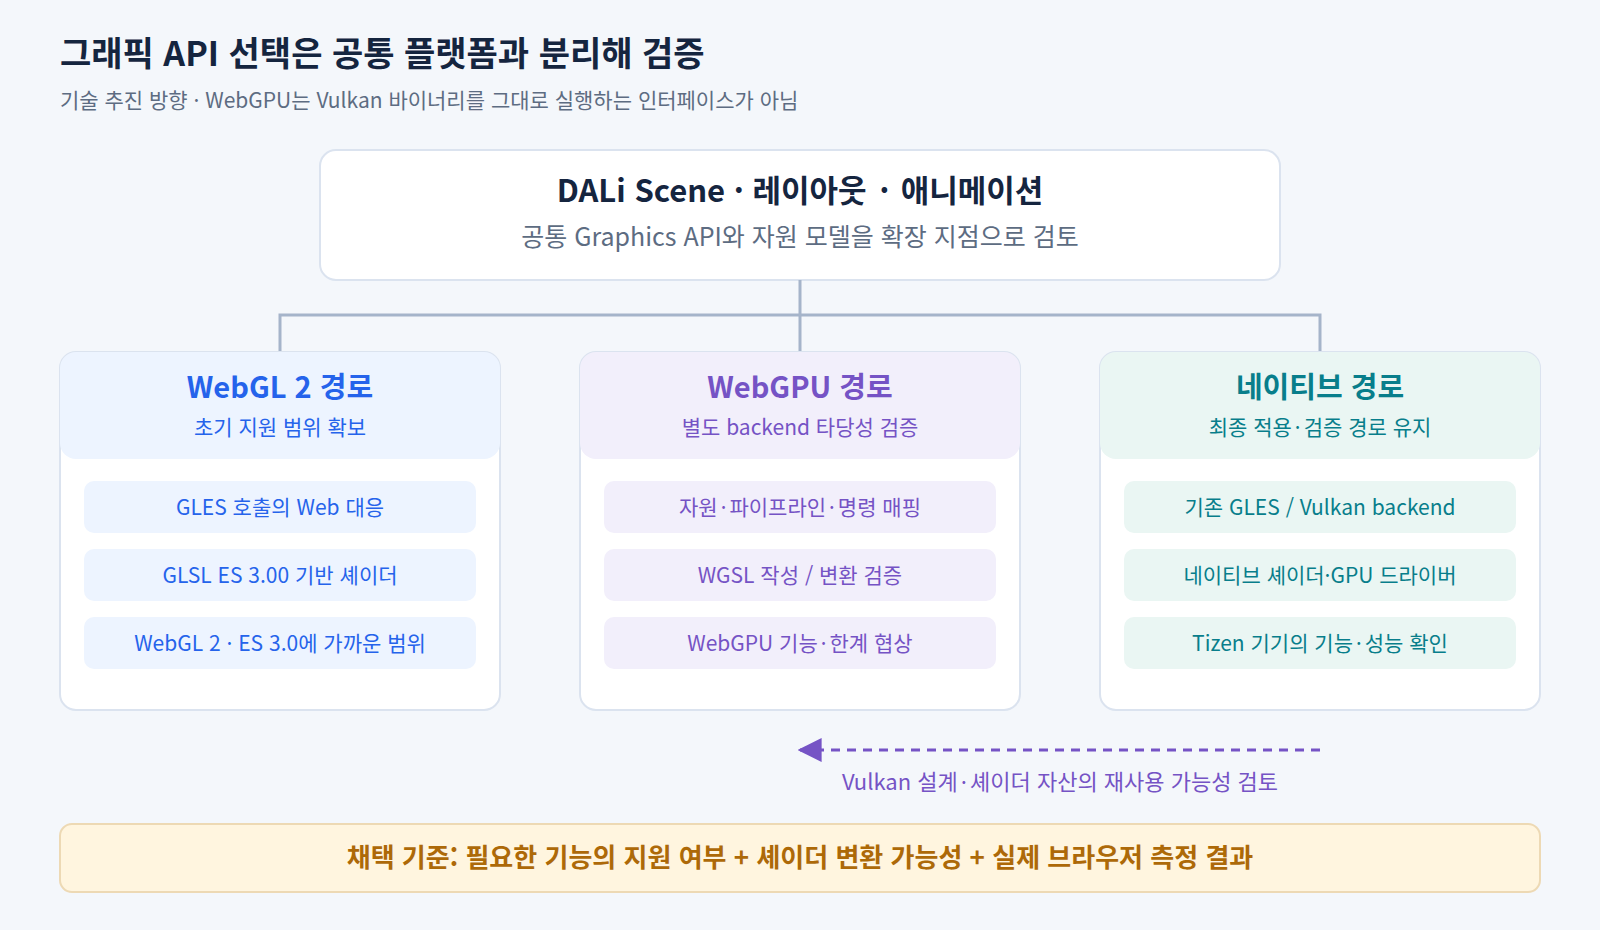 그래픽 API 선택은 공통 플랫폼과 분리해 검증
기술 추진 방향 · WebGPU는 Vulkan 바이너리를 그대로 실행하는 인터페이스가 아님
DALi Scene · 레이아웃 · 애니메이션
공통 Graphics API와 자원 모델을 확장 지점으로 검토
WebGL 2 경로
초기 지원 범위 확보
GLES 호출의 Web 대응
GLSL ES 3.00 기반 셰이더
WebGL 2 · ES 3.0에 가까운 범위
WebGPU 경로
별도 backend 타당성 검증
자원·파이프라인·명령 매핑
WGSL 작성 / 변환 검증
WebGPU 기능·한계 협상
네이티브 경로
최종 적용·검증 경로 유지
기존 GLES / Vulkan backend
네이티브 셰이더·GPU 드라이버
Tizen 기기의 기능·성능 확인
Vulkan 설계·셰이더 자산의 재사용 가능성 검토
채택 기준: 필요한 기능의 지원 여부 + 셰이더 변환 가능성 + 실제 브라우저 측정 결과